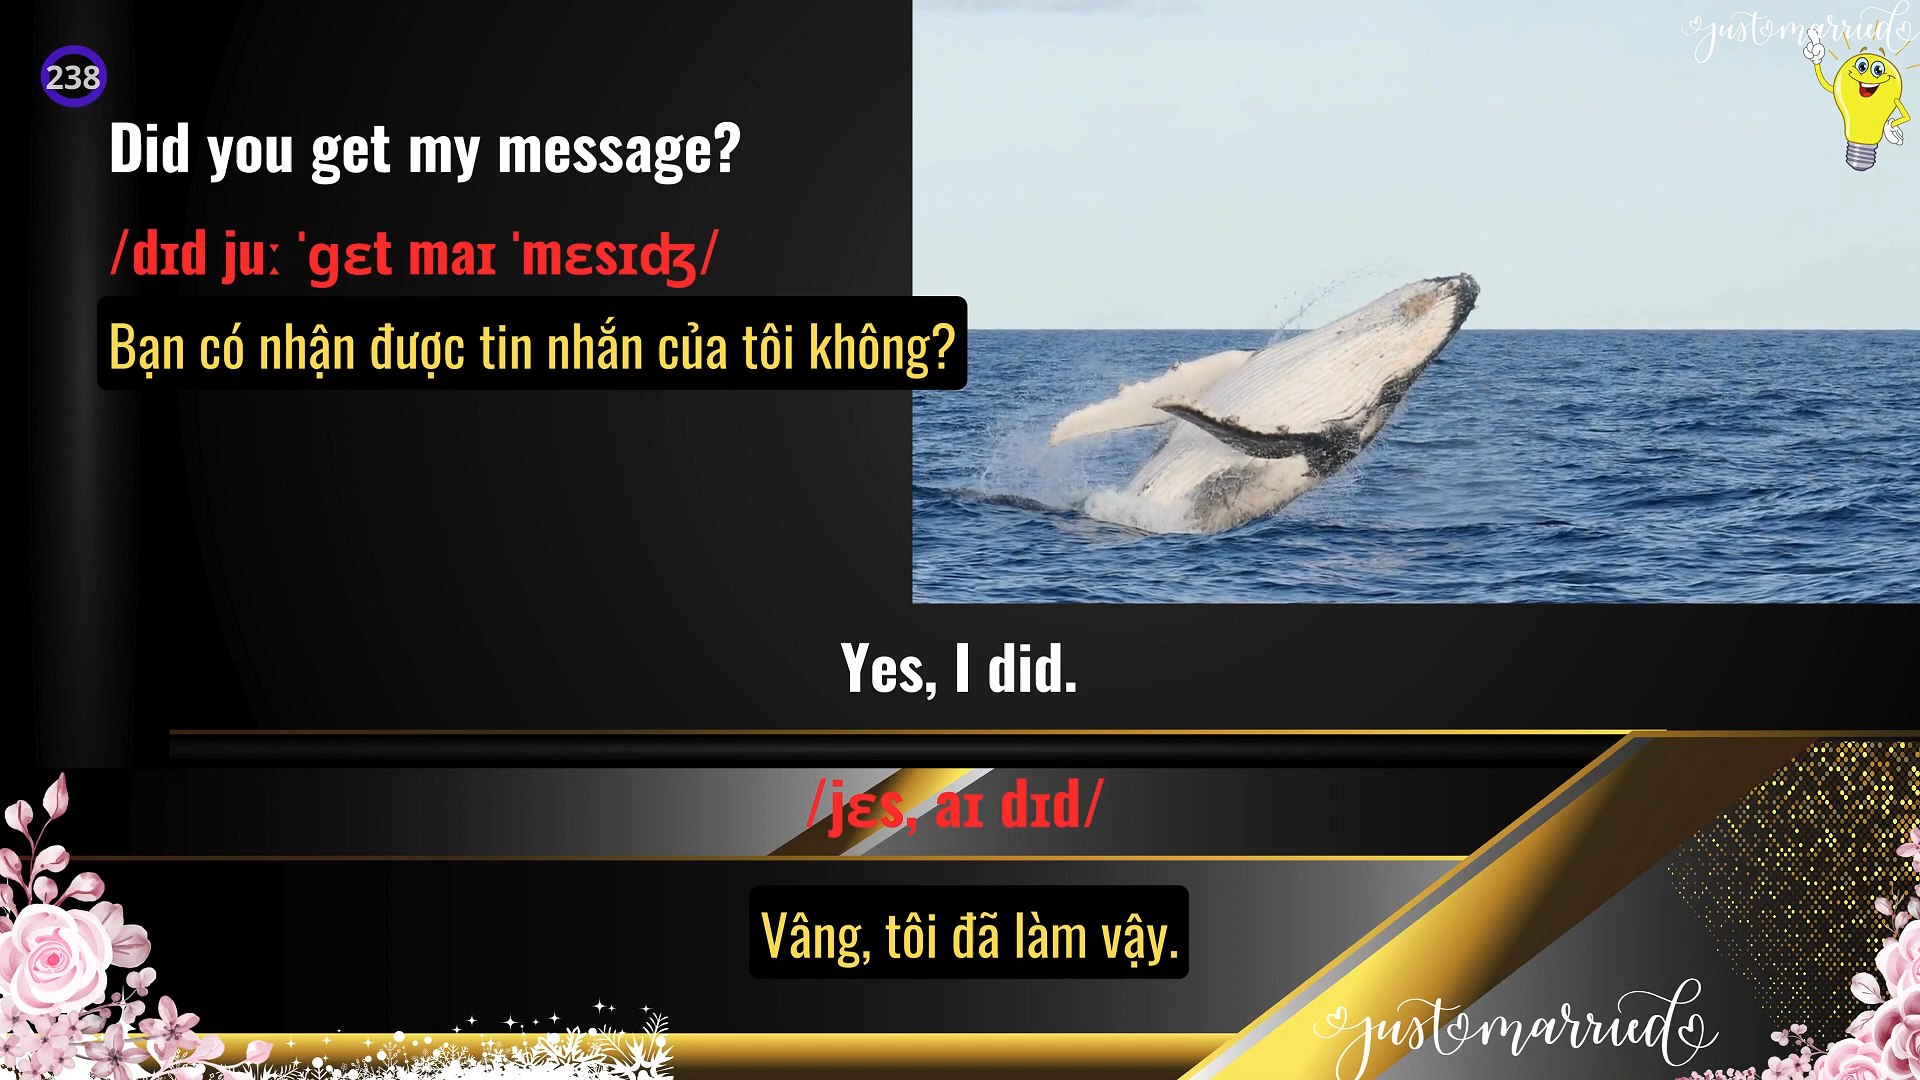 justmarried
238
Did you get my message?
/dɪd juː ˈɡɛt maɪ ˈmɛsɪʤ/
Bạn có nhận được tin nhắn của tôi không?
Yes, I did.
/jɛs, aɪ dɪd/
Vâng, tôi đã làm vậy.
justmarried